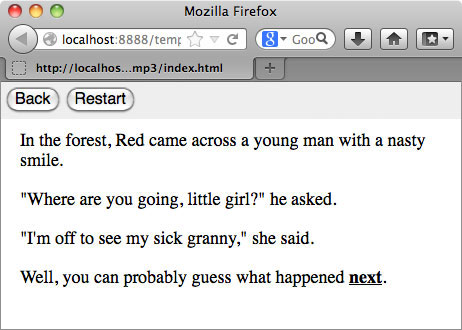 Mozilla Firefox
localhost:8888/temp
Goo
http://localhos...mp3/index.html
Back Restart
In the forest, Red came across a young man with a nasty
smile.
"Where are you going, little girl?" he asked.
"I'm off to see my sick granny," she said.
Well, you can probably guess what happened next.